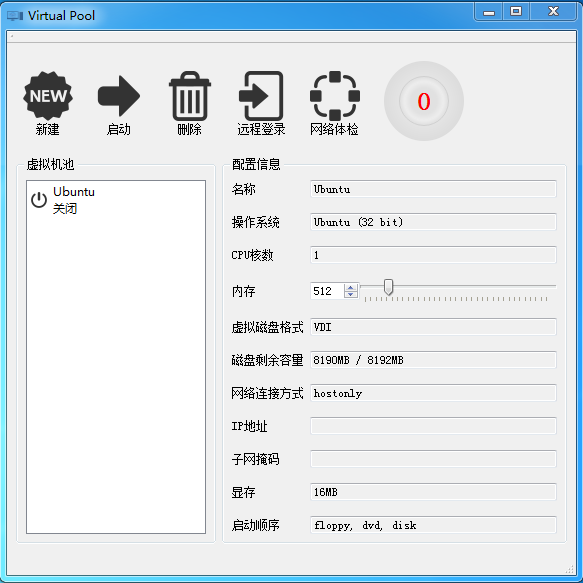 Virtual Pool
NEW
0
新建
启动
删除
远程登录
网络体检
虚拟机池
Ubuntu
关闭
配置信息
名称 Ubuntu
操作系统 Ubuntu (32 bit)
CPU核数 1
内存 512
虚拟磁盘格式 VDI
磁盘剩余容量 8190MB / 8192MB
网络连接方式 hostonly
IP地址
子网掩码
显存 16MB
启动顺序 floppy, dvd, disk